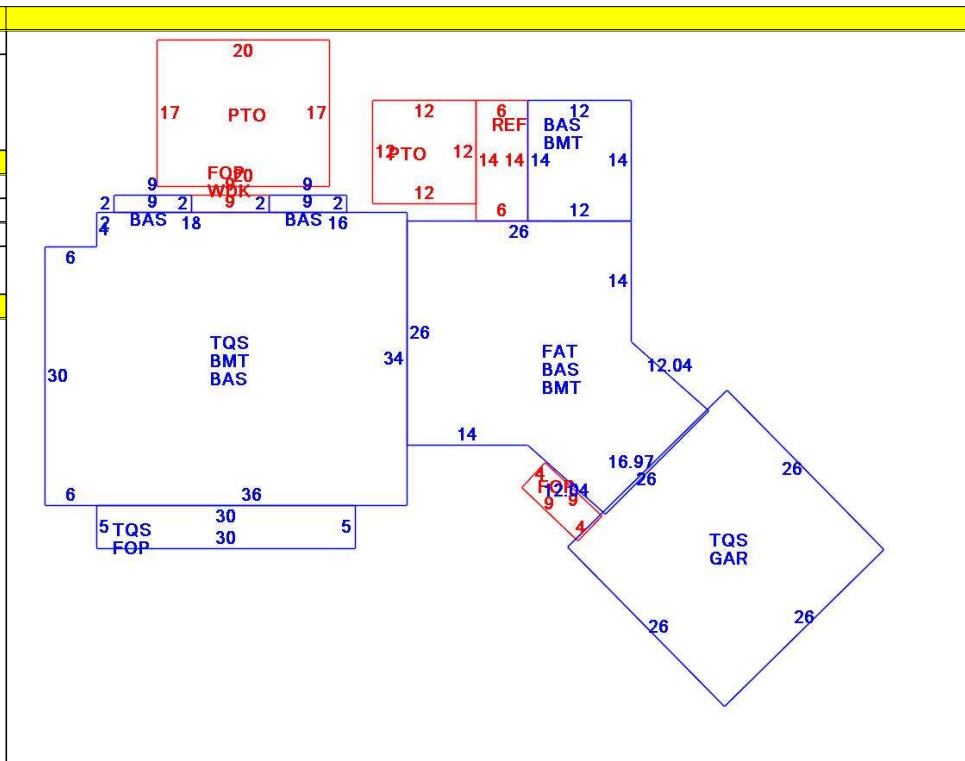 20
17 PTO 17
FOP 20
9 9 9
WDK
2 9 2 9 2 9 2
2 BAS 18 BAS 16
4
6
12 6 12
REF BAS
BMT
12 PTO 12 14 14 14 14
12 6 12
26
14
26
TQS
BMT
BAS
30 34
FAT
BAS
BMT
12.04
14
16.97
26 26
4
FOP
12.04
9 9
4
6 36
30
5 TQS 5
30
FOP
TQS
GAR
26 26